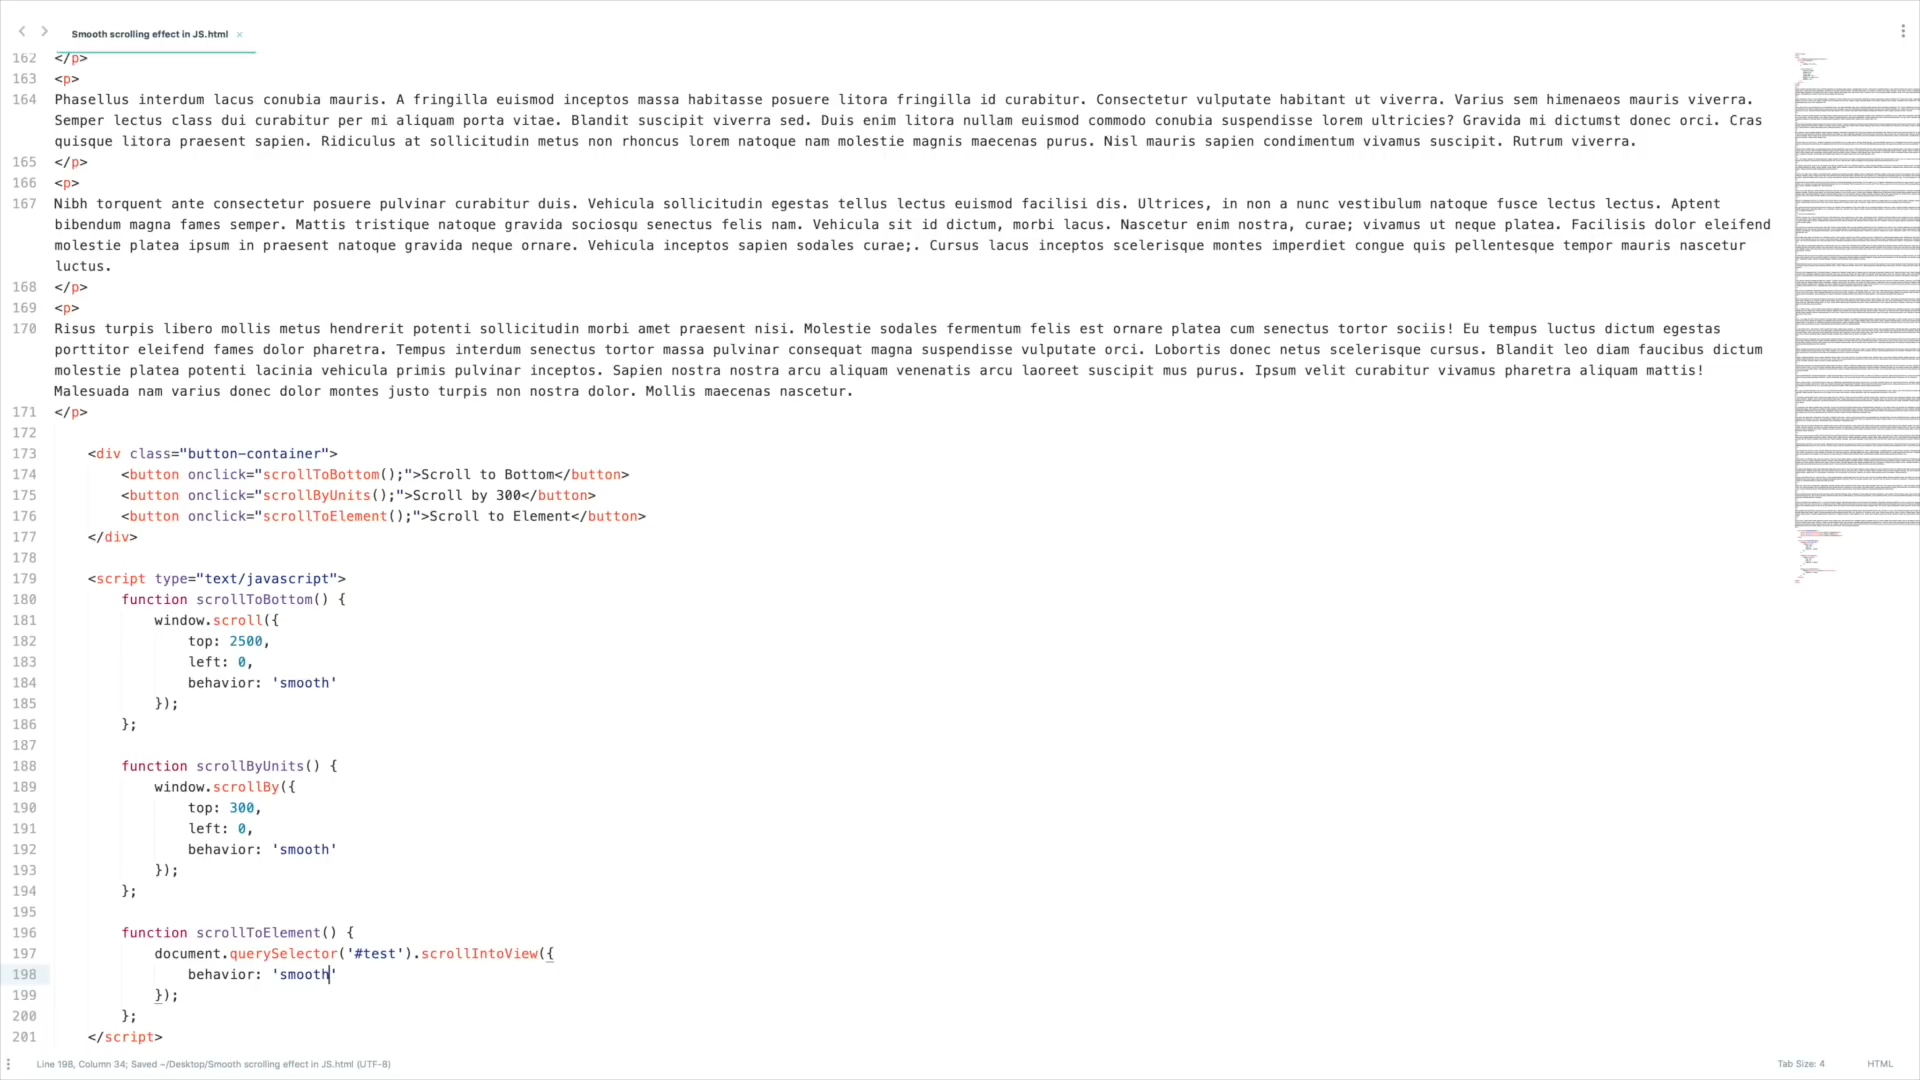 Smooth scrolling effect in JS.html ×
162 </p>
163 <p>
164 Phasellus interdum lacus conubia mauris. A fringilla euismod inceptos massa habitasse posuere litora fringilla id curabitur. Consectetur vulputate habitant ut viverra. Varius sem himenaeos mauris viverra.
Semper lectus class dui curabitur per mi aliquam porta vitae. Blandit suscipit viverra sed. Duis enim litora nullam euismod commodo conubia suspendisse lorem ultricies? Gravida mi dictumst donec orci. Cras
quisque litora praesent sapien. Ridiculus at sollicitudin metus non rhoncus lorem natoque nam molestie magnis maecenas purus. Nisl mauris sapien condimentum vivamus suscipit. Rutrum viverra.
165 </p>
166 <p>
167 Nibh torquent ante consectetur posuere pulvinar curabitur duis. Vehicula sollicitudin egestas tellus lectus euismod facilisi dis. Ultrices, in non a nunc vestibulum natoque fusce lectus lectus. Aptent
bibendum magna fames semper. Mattis tristique natoque gravida sociosqu senectus felis nam. Vehicula sit id dictum, morbi lacus. Nascetur enim nostra, curae; vivamus ut neque platea. Facilisis dolor eleifend
molestie platea ipsum in praesent natoque gravida neque ornare. Vehicula inceptos sapien sodales curae;. Cursus lacus inceptos scelerisque montes imperdiet congue quis pellentesque tempor mauris nascetur
luctus.
168 </p>
169 <p>
170 Risus turpis libero mollis metus hendrerit potenti sollicitudin morbi amet praesent nisi. Molestie sodales fermentum felis est ornare platea cum senectus tortor sociis! Eu tempus luctus dictum egestas
porttitor eleifend fames dolor pharetra. Tempus interdum senectus tortor massa pulvinar consequat magna suspendisse vulputate orci. Lobortis donec netus scelerisque cursus. Blandit leo diam faucibus dictum
molestie platea potenti lacinia vehicula primis pulvinar inceptos. Sapien nostra nostra arcu aliquam venenatis arcu laoreet suscipit mus purus. Ipsum velit curabitur vivamus pharetra aliquam mattis!
Malesuada nam varius donec dolor montes justo turpis non nostra dolor. Mollis maecenas nascetur.
171 </p>
172
173 <div class="button-container">
174 <button onclick="scrollToBottom();">Scroll to Bottom</button>
175 <button onclick="scrollByUnits();">Scroll by 300</button>
176 <button onclick="scrollToElement();">Scroll to Element</button>
177 </div>
178
179 <script type="text/javascript">
180 function scrollToBottom() {
181 window.scroll({
182 top: 2500,
183 left: 0,
184 behavior: 'smooth'
185 });
186 };
187
188 function scrollByUnits() {
189 window.scrollBy({
190 top: 300,
191 left: 0,
192 behavior: 'smooth'
193 });
194 };
195
196 function scrollToElement() {
197 document.querySelector('#test').scrollIntoView({
198 behavior: 'smooth'
199 });
200 };
201 </script>
Line 198, Column 34; Saved ~/Desktop/Smooth scrolling effect in JS.html (UTF-8)
Tab Size: 4 HTML